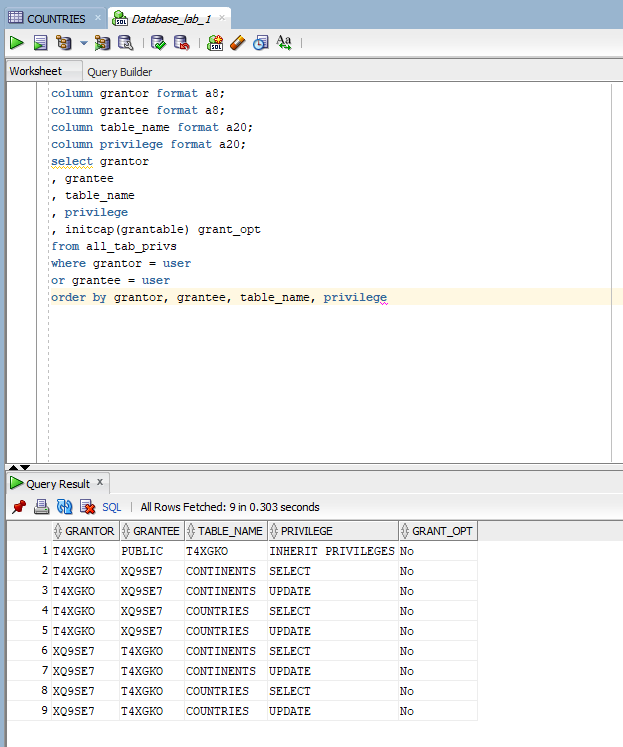 COUNTRIES Database_lab_1
SQL Aa
Worksheet Query Builder
column grantor format a8;
column grantee format a8;
column table_name format a20;
column privilege format a20;
select grantor
, grantee
, table_name
, privilege
, initcap(grantable) grant_opt
from all_tab_privs
where grantor = user
or grantee = user
order by grantor, grantee, table_name, privilege
Query Result
SQL | All Rows Fetched: 9 in 0.303 seconds
GRANTOR GRANTEE TABLE_NAME PRIVILEGE GRANT_OPT
1 T4XGKO PUBLIC T4XGKO INHERIT PRIVILEGES No
2 T4XGKO XQ9SE7 CONTINENTS SELECT No
3 T4XGKO XQ9SE7 CONTINENTS UPDATE No
4 T4XGKO XQ9SE7 COUNTRIES SELECT No
5 T4XGKO XQ9SE7 COUNTRIES UPDATE No
6 XQ9SE7 T4XGKO CONTINENTS SELECT No
7 XQ9SE7 T4XGKO CONTINENTS UPDATE No
8 XQ9SE7 T4XGKO COUNTRIES SELECT No
9 XQ9SE7 T4XGKO COUNTRIES UPDATE No